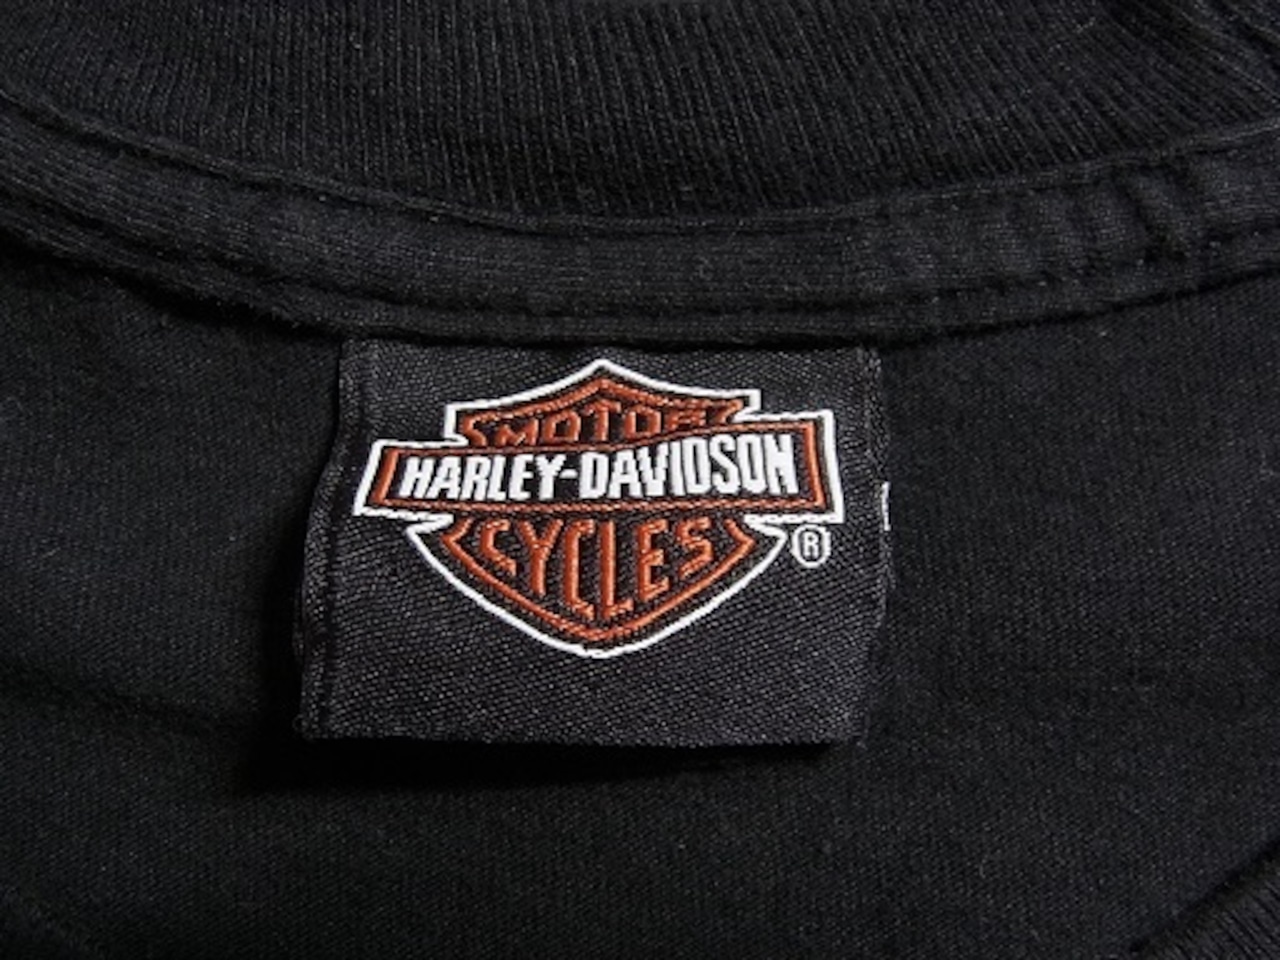 MOTOR
HARLEY-DAVIDSON
CYCLES
®